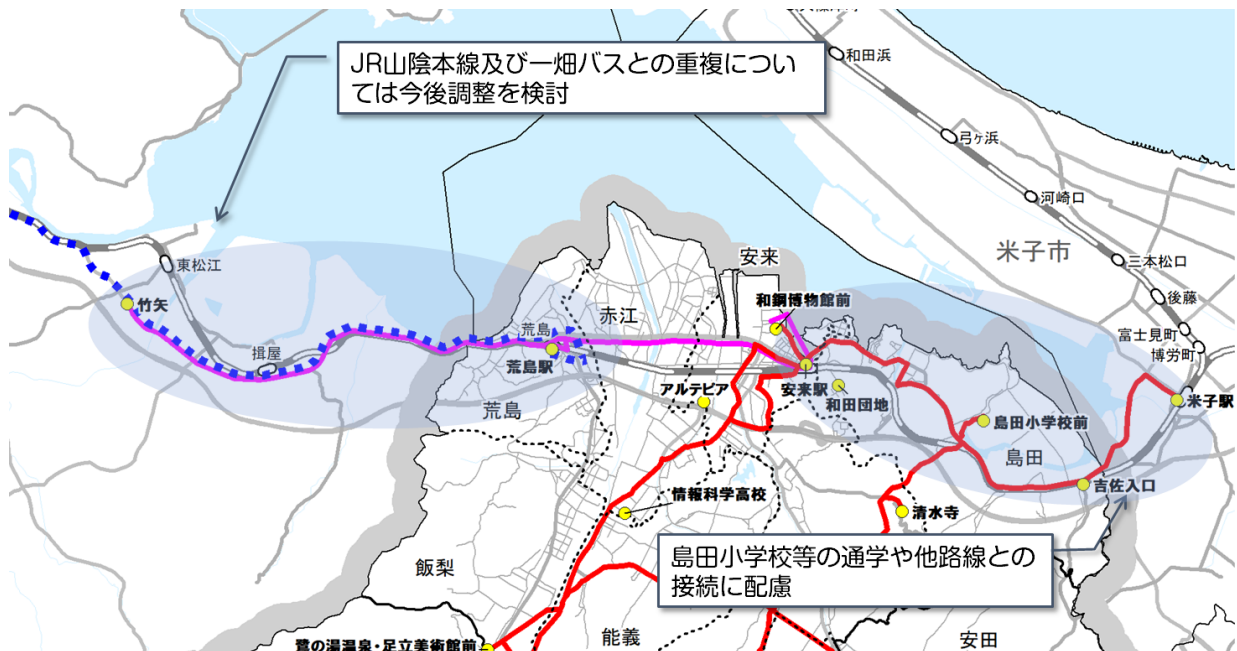 JR山陰本線及び一畑バスとの重複につい
ては今後調整を検討
和田浜
弓ヶ浜
河崎口
米子市
三本松口
後藤
富士見町
博労町
米子駅
東松江
竹矢
揖屋
荒島
荒島駅
荒島
赤江
安来
和鋼博物館前
安来駅
和田団地
アルテピア
島田小学校前
島田
吉佐入口
情報科学高校
清水寺
島田小学校等の通学や他路線との
接続に配慮
飯梨
能義
安田
鷺の湯温泉・足立美術館前